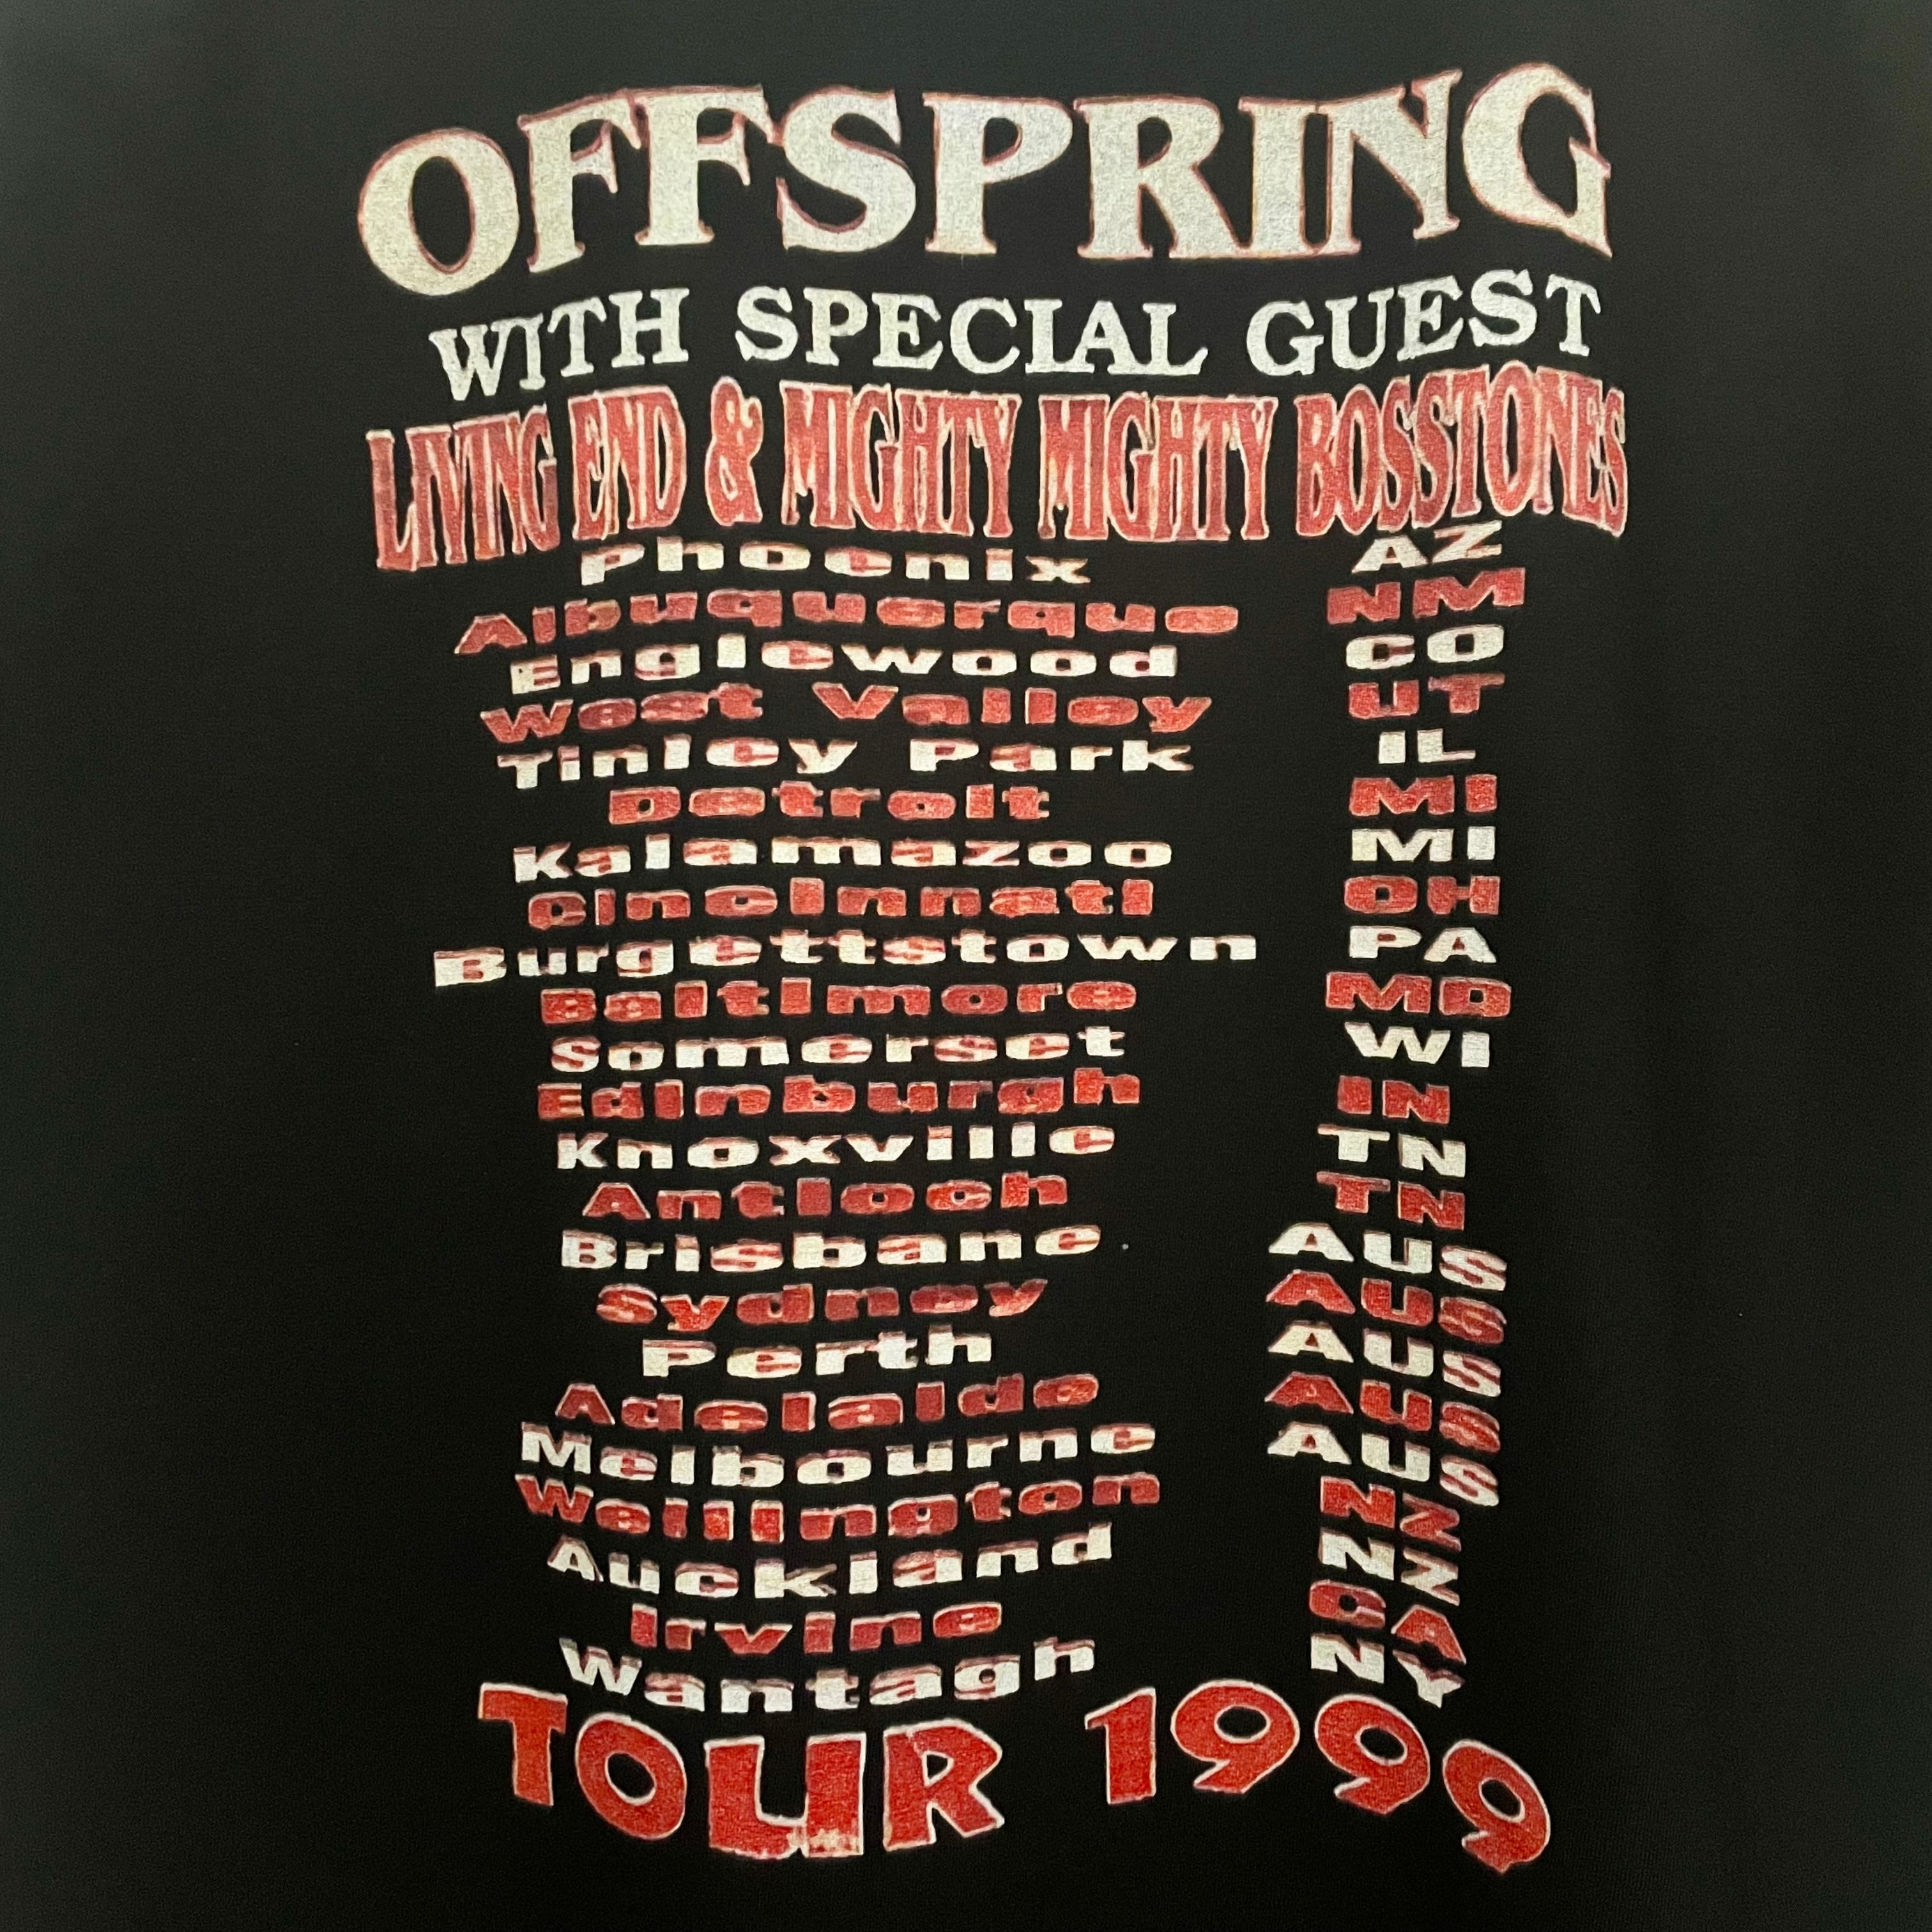 OFFSPRING
WITH SPECIAL GUEST
LIVING END & MIGHTY MIGHTY BOSSTONES
Phoenix AZ
Albuquerque NM
Englewood CO
West Valley UT
Tinley Park IL
Detroit MI
Kalamazoo MI
Cincinnati OH
Burgettstown PA
Baltimore MD
Somerset WI
Edinburgh IN
Knoxville TN
Antioch TN
Brisbane AUS
Sydney AUS
Perth AUS
Adelaide AUS
Melbourne AUS
Wellington NZ
Auckland NZ
Irvine CA
Wantagh NY
TOUR 1999